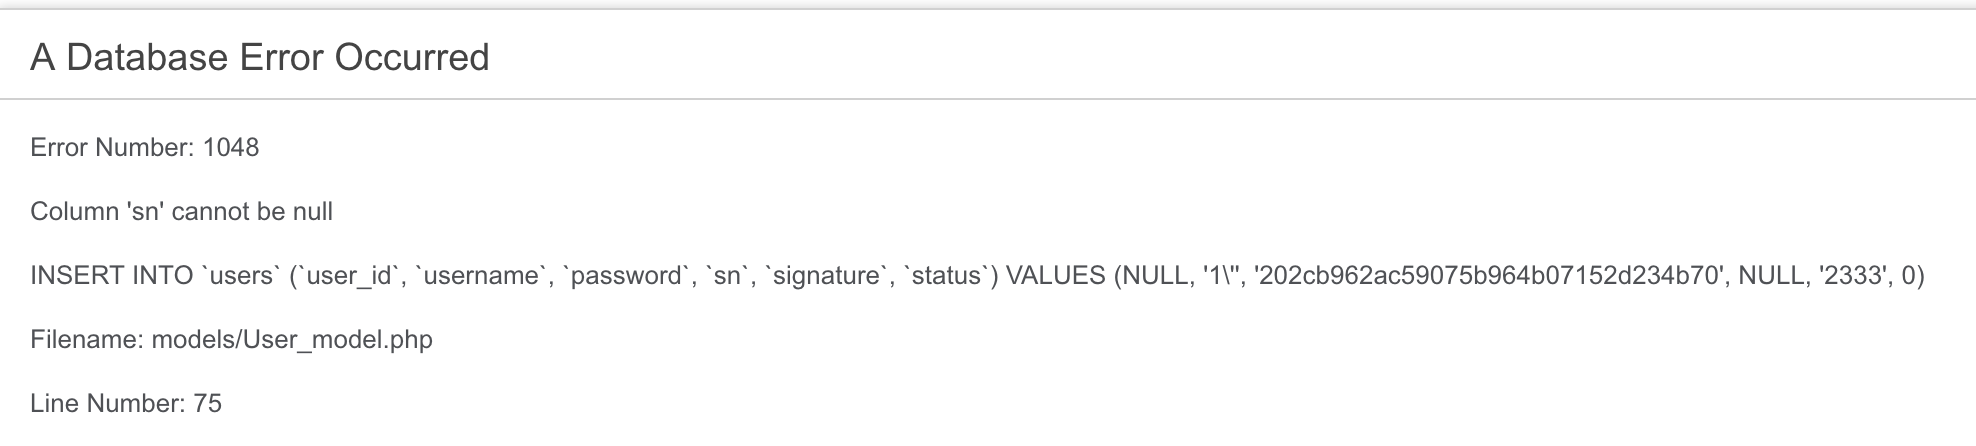 A Database Error Occurred
Error Number: 1048
Column 'sn' cannot be null
INSERT INTO `users` (`user_id`, `username`, `password`, `sn`, `signature`, `status`) VALUES (NULL, '1\'', '202cb962ac59075b964b07152d234b70', NULL, '2333', 0)
Filename: models/User_model.php
Line Number: 75